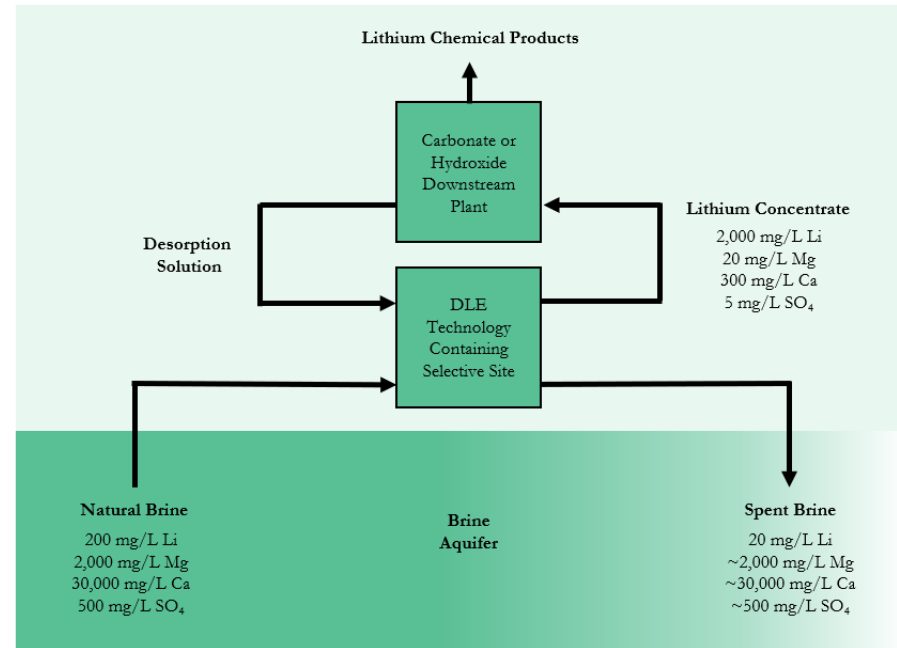 Lithium Chemical Products
Carbonate or
Hydroxide
Downstream
Plant
Desorption
Solution
Lithium Concentrate
2,000 mg/L Li
20 mg/L Mg
300 mg/L Ca
5 mg/L SO₄
DLE
Technology
Containing
Selective Site
Natural Brine
200 mg/L Li
2,000 mg/L Mg
30,000 mg/L Ca
500 mg/L SO₄
Brine
Aquifer
Spent Brine
20 mg/L Li
~2,000 mg/L Mg
~30,000 mg/L Ca
~500 mg/L SO₄